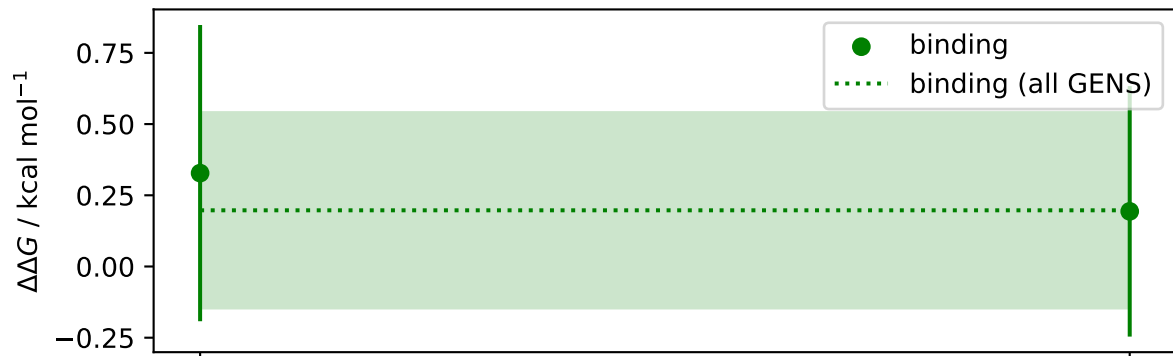 0.75
0.50
0.25
0.00
−0.25
ΔΔG / kcal mol⁻¹
binding
binding (all GENS)